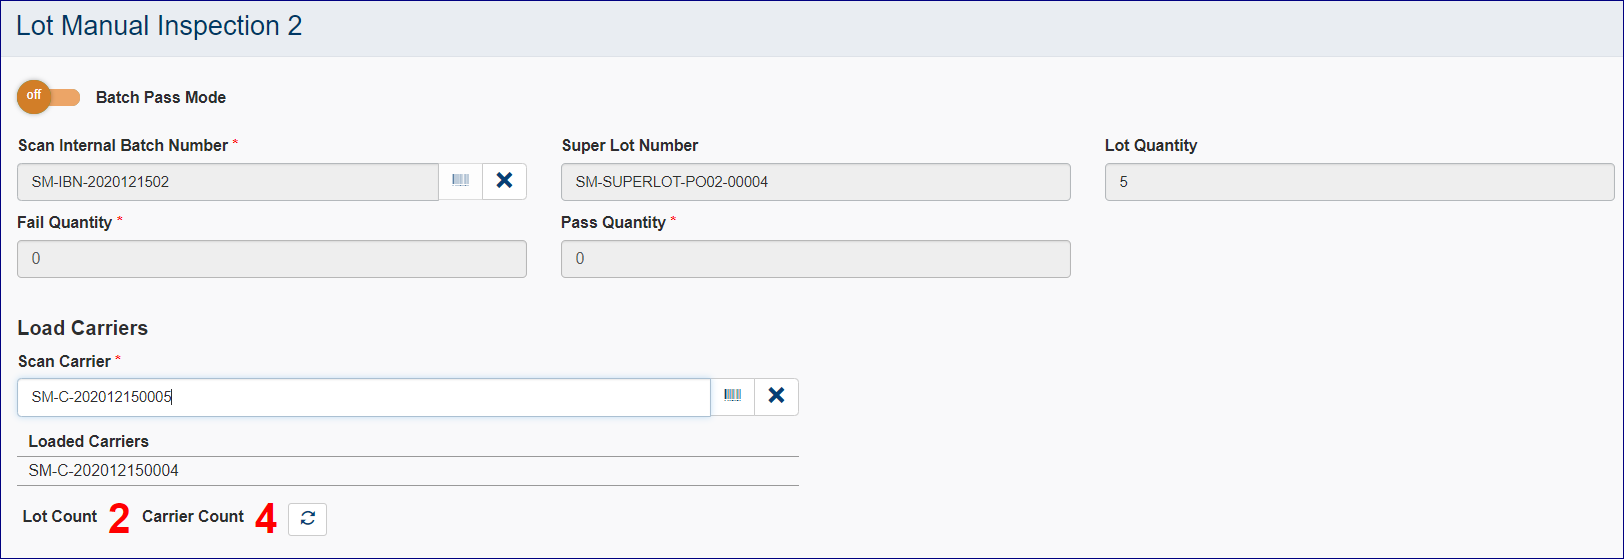 Lot Manual Inspection 2
off Batch Pass Mode
Scan Internal Batch Number * Super Lot Number Lot Quantity
SM-IBN-2020121502 SM-SUPERLOT-PO02-00004 5
Fail Quantity * Pass Quantity *
0 0
Load Carriers
Scan Carrier *
SM-C-202012150005
Loaded Carriers
SM-C-202012150004
Lot Count 2 Carrier Count 4